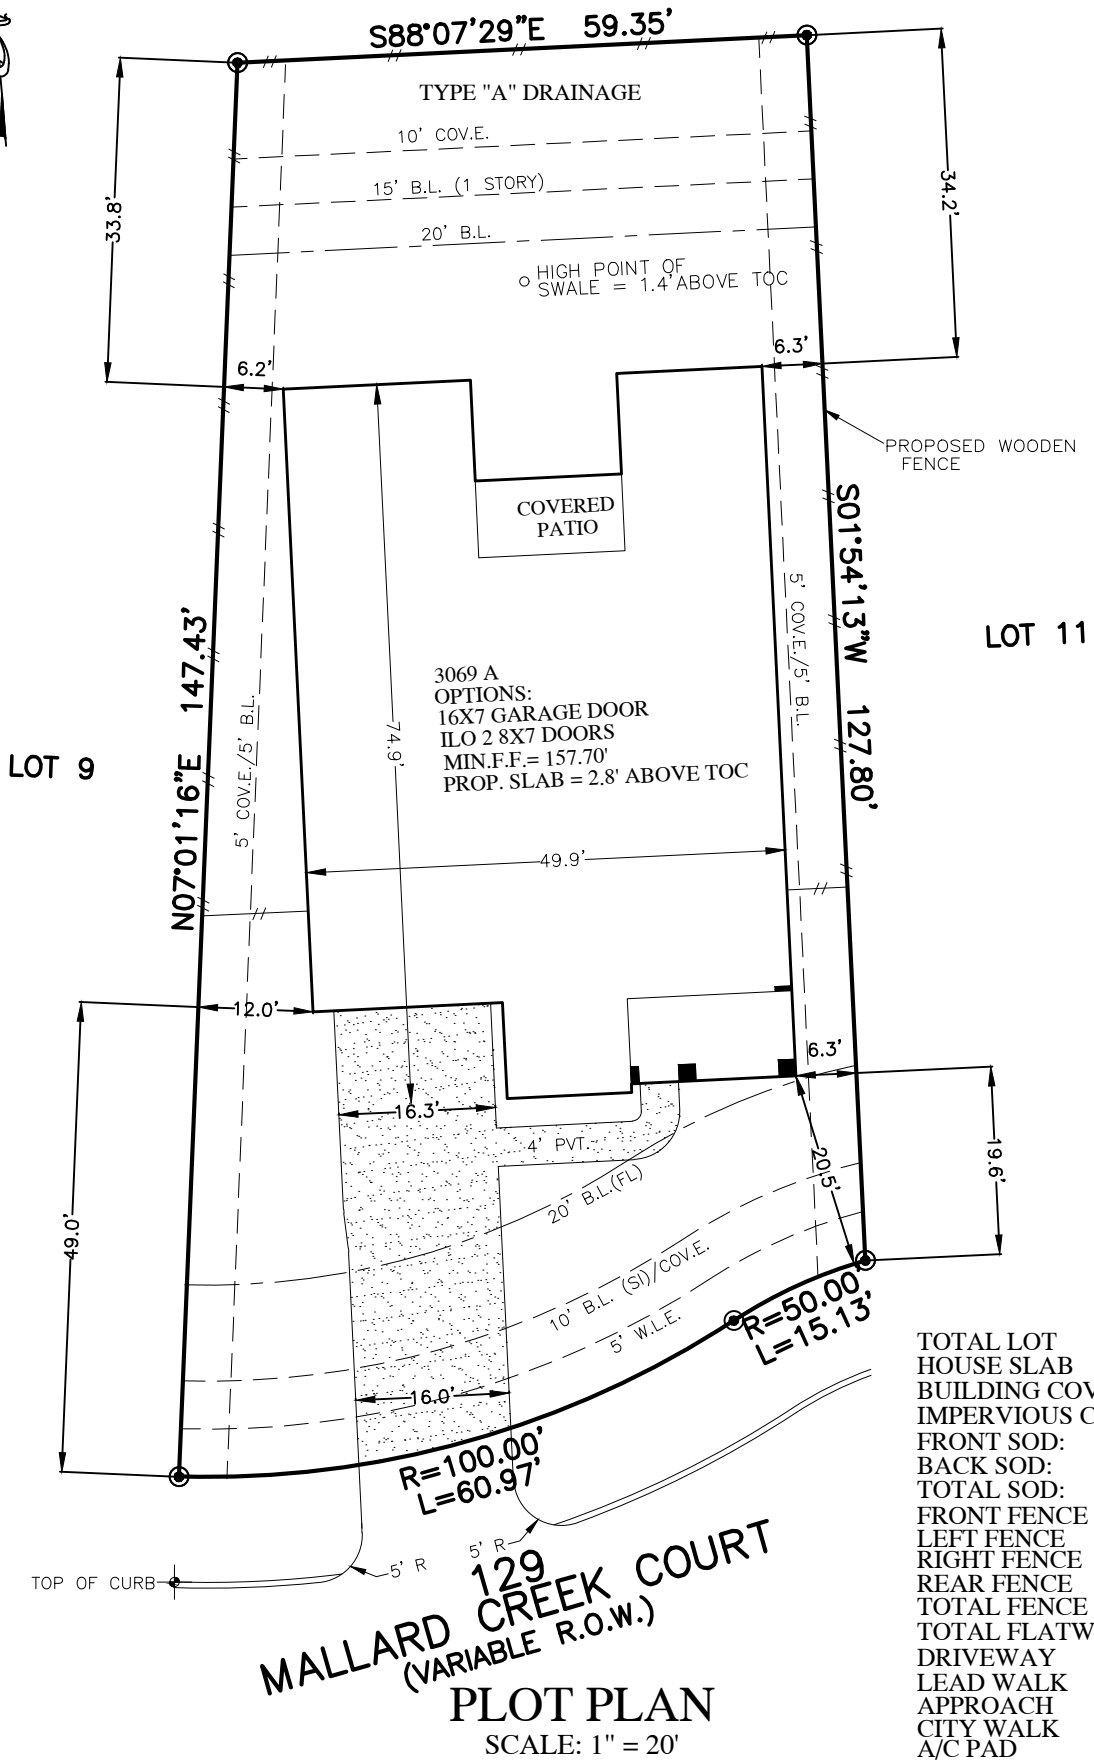 S88°07'29"E 59.35'
TYPE "A" DRAINAGE
10' COV.E.
15' B.L. (1 STORY)
20' B.L.
33.8'
34.2'
HIGH POINT OF
SWALE = 1.4' ABOVE TOC
6.2'
6.3'
PROPOSED WOODEN
FENCE
COVERED
PATIO
S01°54'13"W 127.80'
5' COV.E./5' B.L.
LOT 11
N07°01'16"E 147.43'
5' COV.E./5' B.L.
LOT 9
3069 A
OPTIONS:
16X7 GARAGE DOOR
ILO 2 8X7 DOORS
MIN.F.F.= 157.70'
PROP. SLAB = 2.8' ABOVE TOC
74.9'
49.9'
12.0'
6.3'
16.3'
4' PVT.
20' B.L.(FL)
20.5'
19.6'
49.0'
10' B.L. (SI)/COV.E.
5' W.L.E.
R=50.00'
L=15.13'
16.0'
R=100.00'
L=60.97'
5' R
5' R
TOP OF CURB
129
MALLARD CREEK COURT
(VARIABLE R.O.W.)
PLOT PLAN
SCALE: 1" = 20'
TOTAL LOT
HOUSE SLAB
BUILDING COV
IMPERVIOUS C
FRONT SOD:
BACK SOD:
TOTAL SOD:
FRONT FENCE
LEFT FENCE
RIGHT FENCE
REAR FENCE
TOTAL FENCE
TOTAL FLATW
DRIVEWAY
LEAD WALK
APPROACH
CITY WALK
A/C PAD